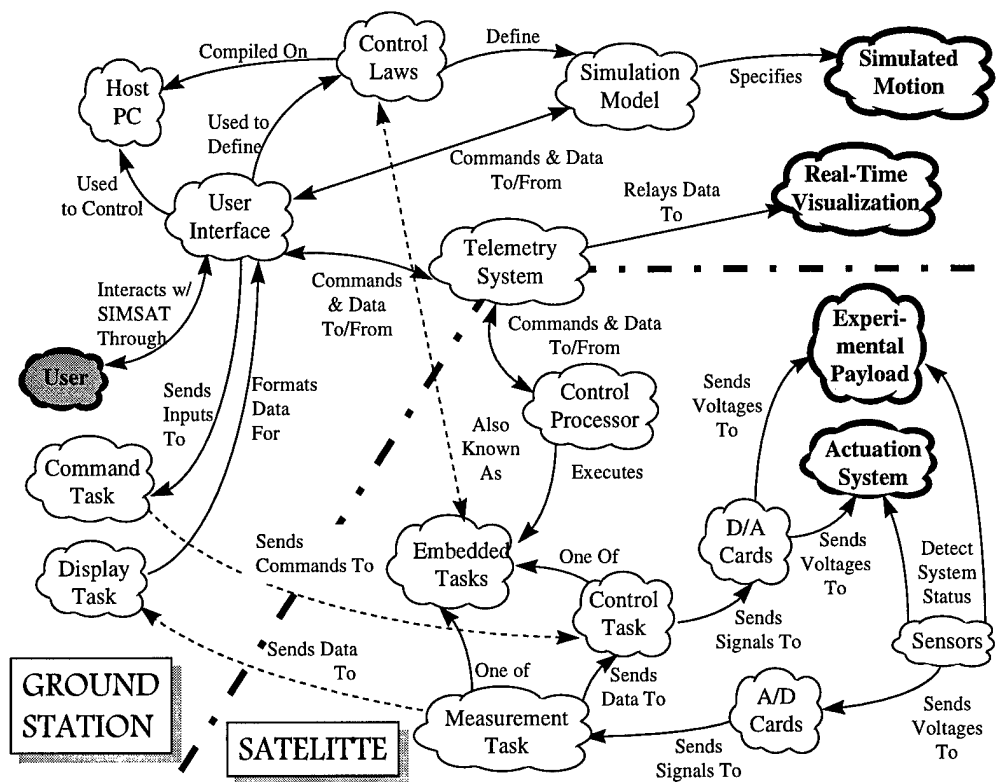 Compiled On
Control
Laws
Define
Simulation
Model
Specifies
Simulated
Motion
Host
PC
Used to
Define
Used
to Control
Commands & Data
To/From
User
Interface
Relays Data
To
Real-Time
Visualization
Telemetry
System
Commands
& Data
To/From
Interacts w/
SIMSAT
Through
User
Commands & Data
To/From
Experi-
mental
Payload
Sends
Inputs
To
Formats
Data
For
Control
Processor
Sends
Voltages
To
Also
Known
As
Executes
Actuation
System
Command
Task
Sends
Commands To
Embedded
Tasks
One Of
D/A
Cards
Sends
Voltages
To
Detect
System
Status
Display
Task
Control
Task
Sends
Signals To
Sensors
Sends Data
To
One of
Sends
Data To
GROUND
STATION
SATELITTE
Measurement
Task
A/D
Cards
Sends
Signals To
Sends
Voltages
To